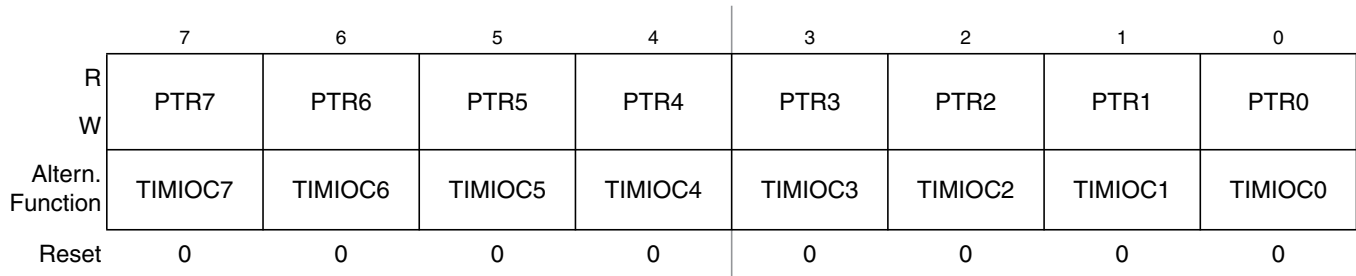 7 6 5 4 3 2 1 0
R
W
PTR7 PTR6 PTR5 PTR4 PTR3 PTR2 PTR1 PTR0
Altern.
Function
TIMIOC7 TIMIOC6 TIMIOC5 TIMIOC4 TIMIOC3 TIMIOC2 TIMIOC1 TIMIOC0
Reset 0 0 0 0 0 0 0 0